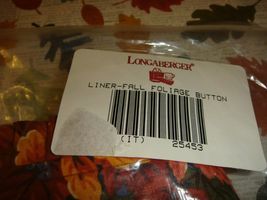 LONGABERGER
LINER-FALL FOLIAGE BUTTON
(IT)
25453